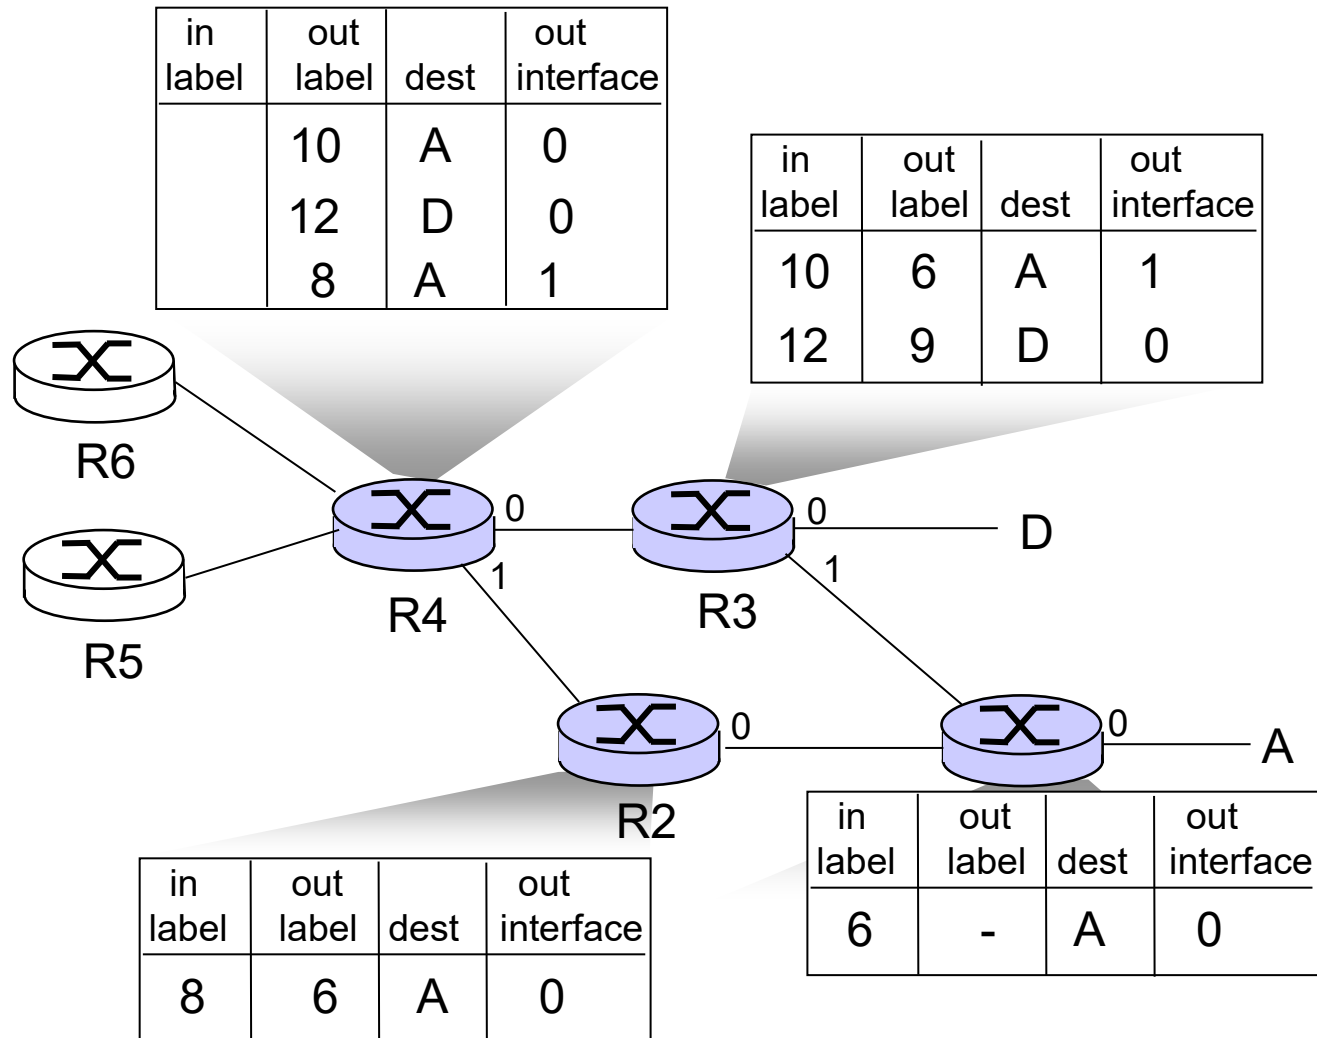 in out out
label label dest interface
10 A 0
12 D 0
8 A 1
in out out
label label dest interface
10 6 A 1
12 9 D 0
R6
R5
R4
0
1
R3
0
1
D
R2
0
0
A
in out out
label label dest interface
6 - A 0
in out out
label label dest interface
8 6 A 0